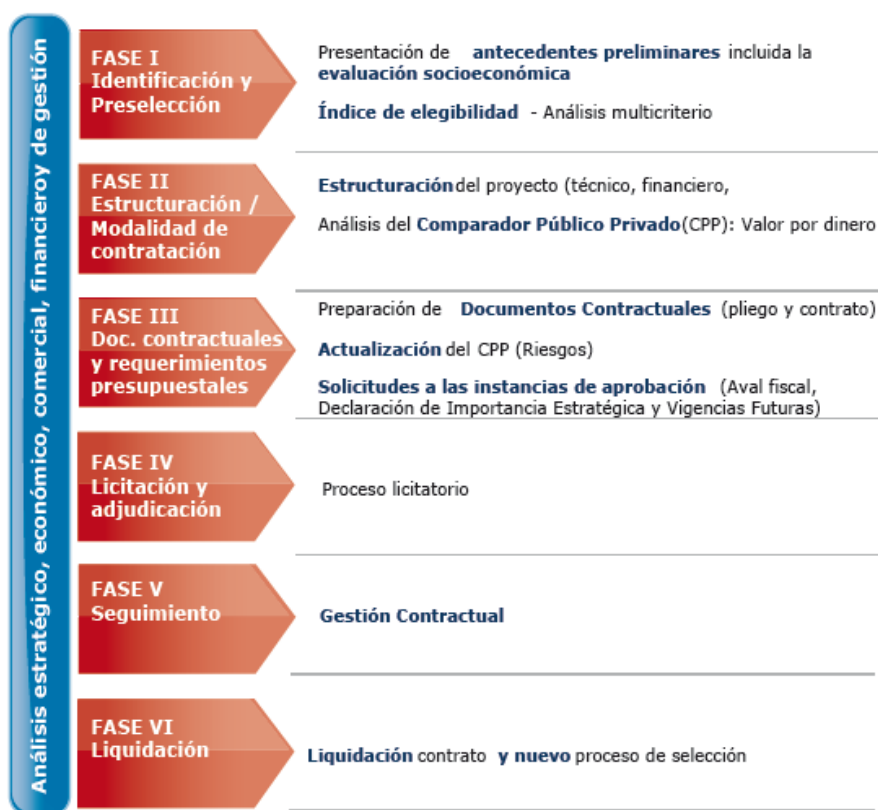 Análisis estratégico, económico, comercial, financieroy de gestión
FASE I
Identificación y
Preselección
Presentación de antecedentes preliminares incluida la
evaluación socioeconómica
Índice de elegibilidad - Análisis multicriterio
FASE II
Estructuración /
Modalidad de
contratación
Estructuración del proyecto (técnico, financiero,
Análisis del Comparador Público Privado(CPP): Valor por dinero
FASE III
Doc. contractuales
y requerimientos
presupuestales
Preparación de Documentos Contractuales (pliego y contrato)
Actualización del CPP (Riesgos)
Solicitudes a las instancias de aprobación (Aval fiscal,
Declaración de Importancia Estratégica y Vigencias Futuras)
FASE IV
Licitación y
adjudicación
Proceso licitatorio
FASE V
Seguimiento
Gestión Contractual
FASE VI
Liquidación
Liquidación contrato y nuevo proceso de selección